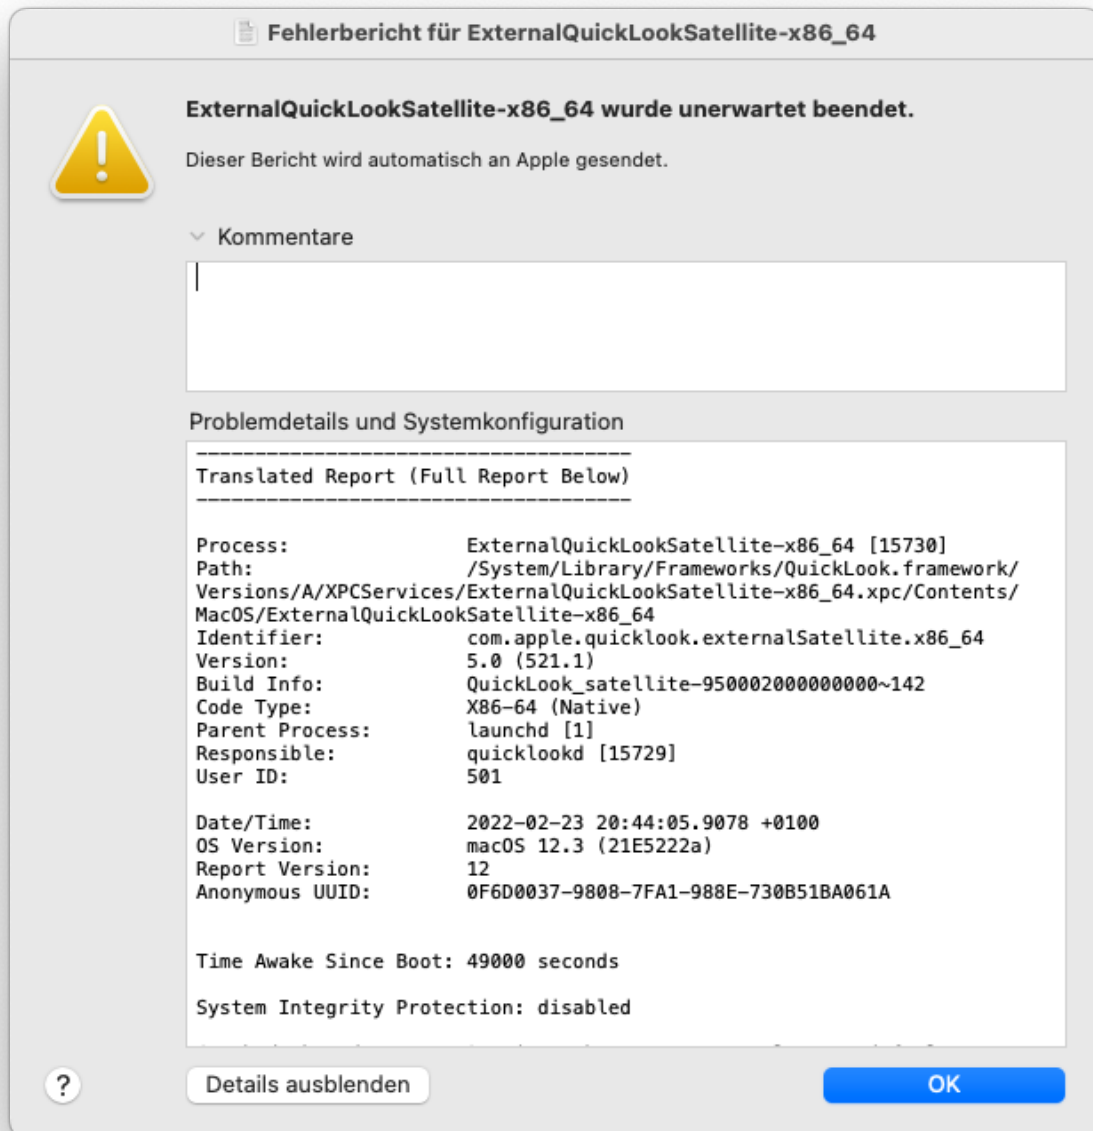 Fehlerbericht für ExternalQuickLookSatellite-x86_64
ExternalQuickLookSatellite-x86_64 wurde unerwartet beendet.
Dieser Bericht wird automatisch an Apple gesendet.
Kommentare
Problemdetails und Systemkonfiguration
-------------------------------------
Translated Report (Full Report Below)
-------------------------------------
Process: ExternalQuickLookSatellite-x86_64 [15730]
Path: /System/Library/Frameworks/QuickLook.framework/
Versions/A/XPCServices/ExternalQuickLookSatellite-x86_64.xpc/Contents/
MacOS/ExternalQuickLookSatellite-x86_64
Identifier: com.apple.quicklook.externalSatellite.x86_64
Version: 5.0 (521.1)
Build Info: QuickLook_satellite-950002000000000~142
Code Type: X86-64 (Native)
Parent Process: launchd [1]
Responsible: quicklookd [15729]
User ID: 501
Date/Time: 2022-02-23 20:44:05.9078 +0100
OS Version: macOS 12.3 (21E5222a)
Report Version: 12
Anonymous UUID: 0F6D0037-9808-7FA1-988E-730B51BA061A
Time Awake Since Boot: 49000 seconds
System Integrity Protection: disabled
? Details ausblenden OK